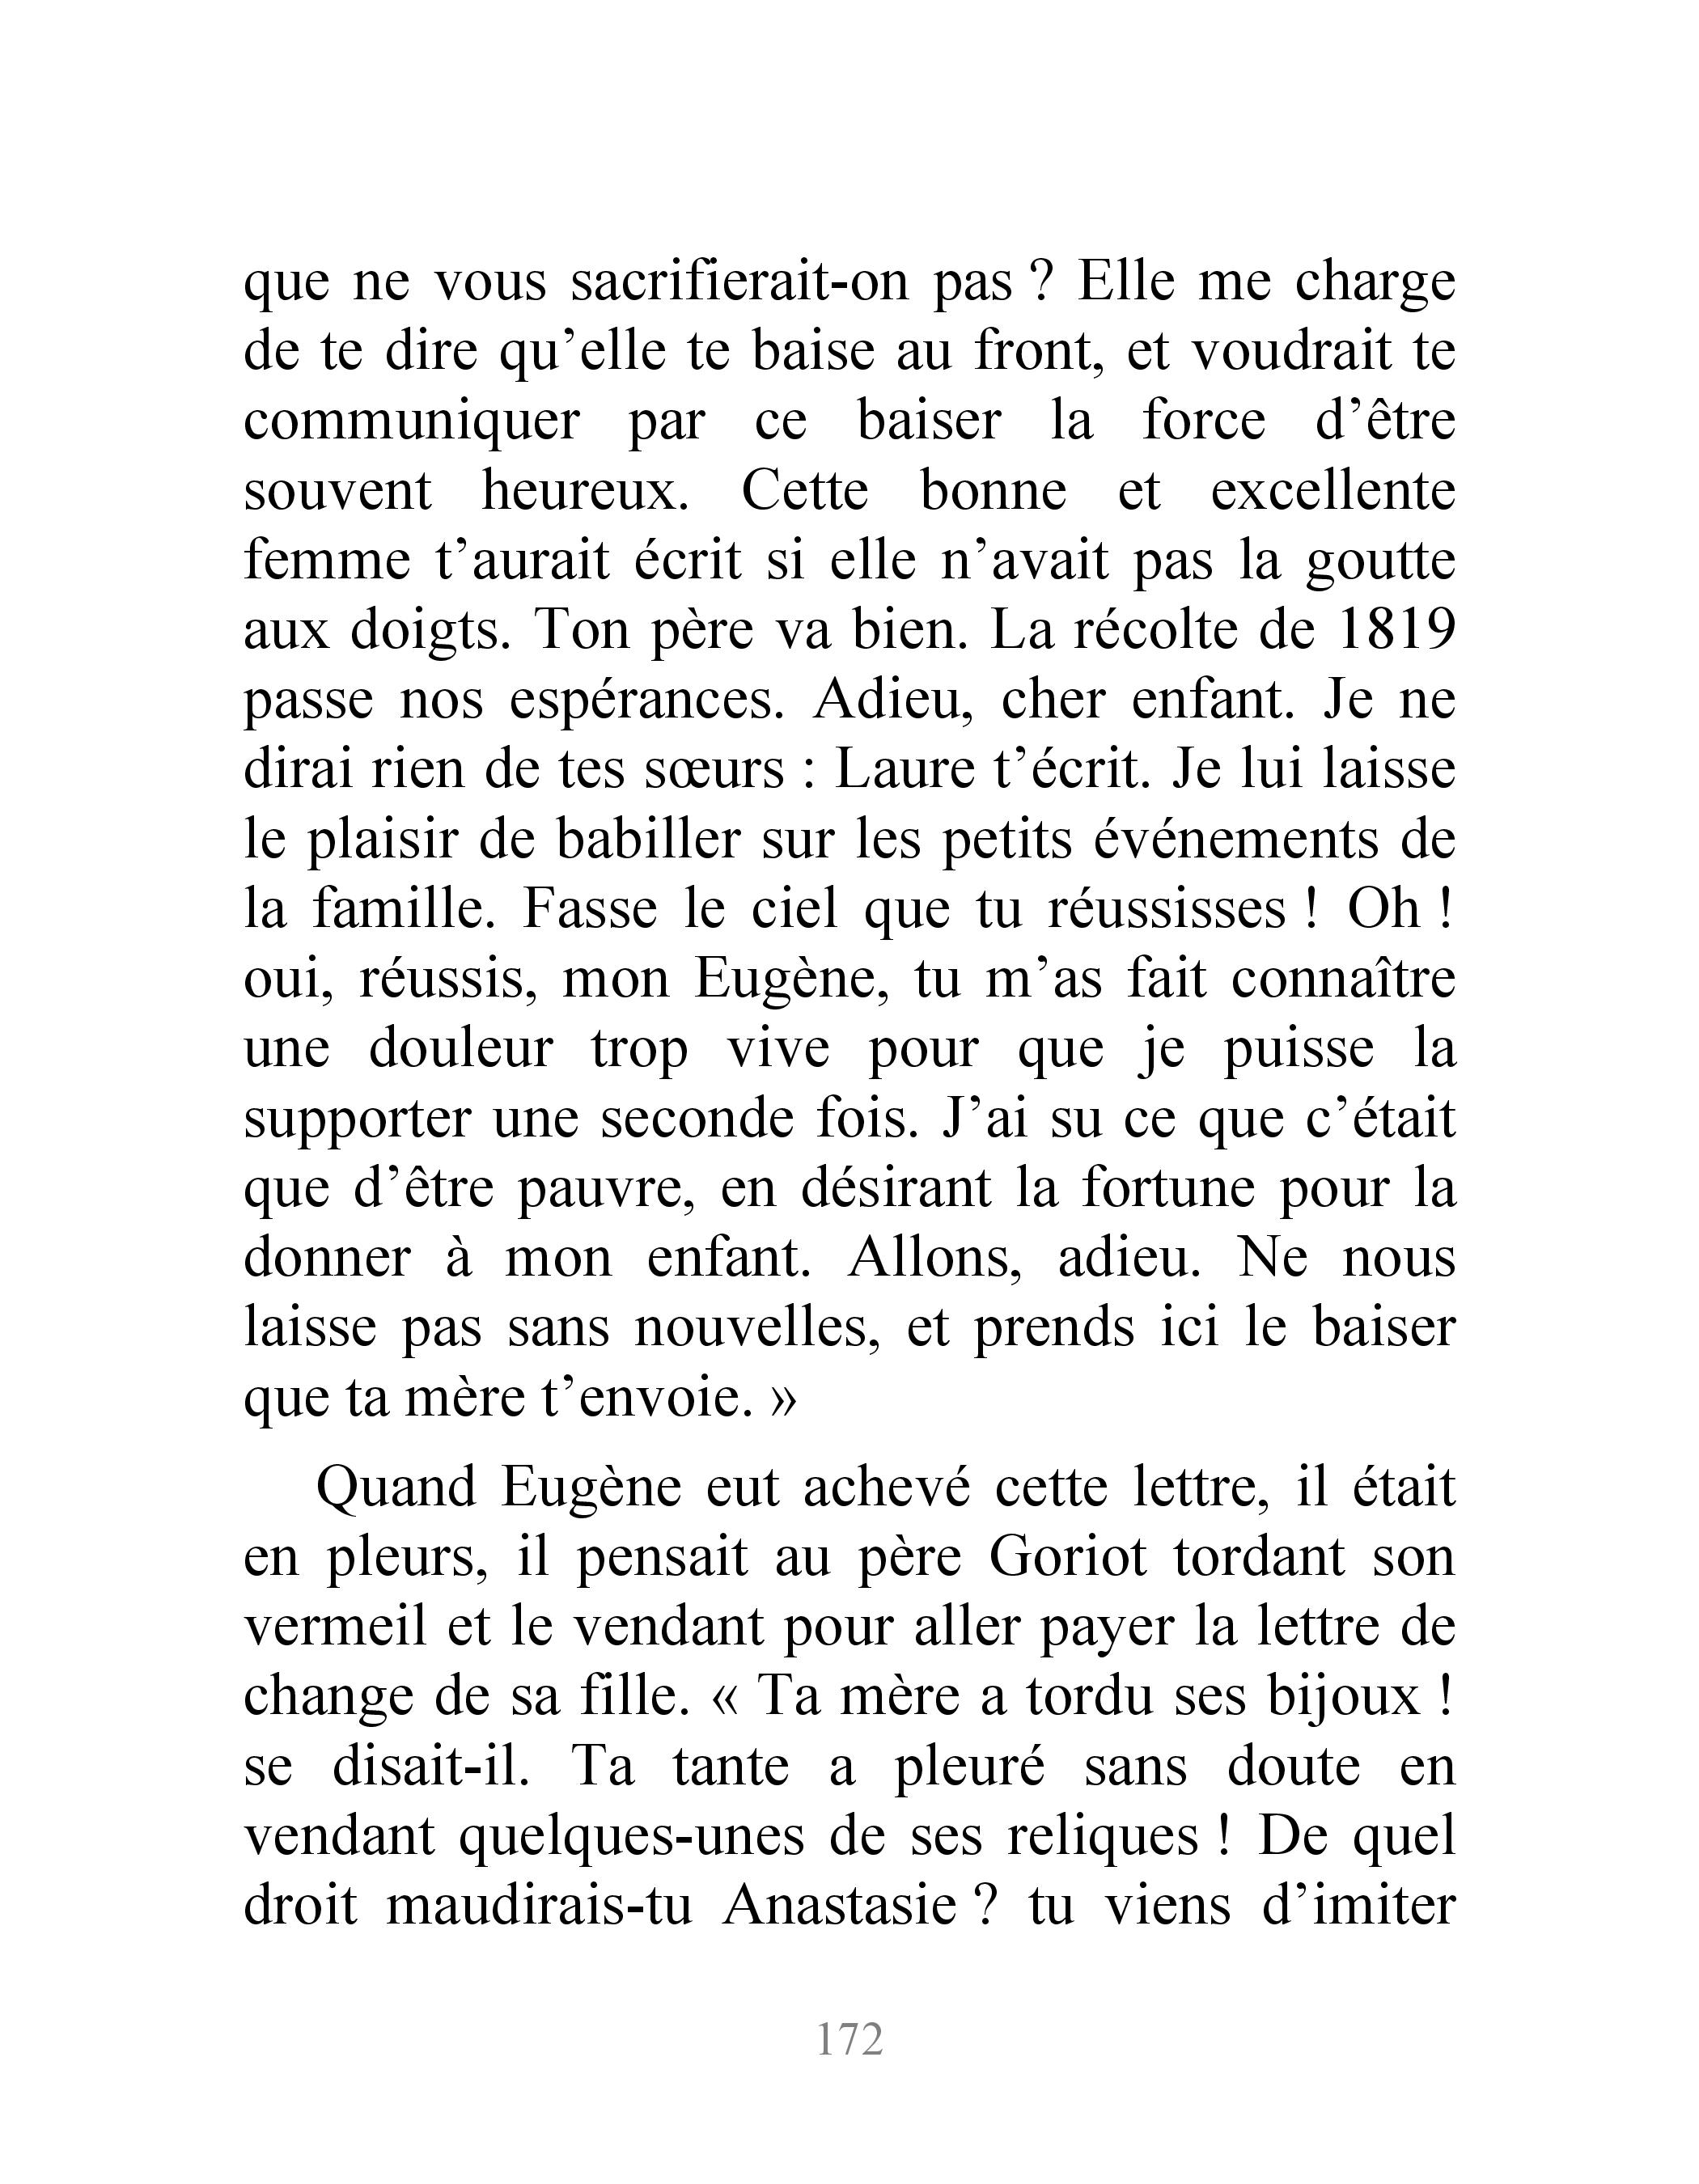 que ne vous sacrifierait-on pas ? Elle me charge
de te dire qu’elle te baise au front, et voudrait te
communiquer par ce baiser la force d’être
souvent heureux. Cette bonne et excellente
femme t’aurait écrit si elle n’avait pas la goutte
aux doigts. Ton père va bien. La récolte de 1819
passe nos espérances. Adieu, cher enfant. Je ne
dirai rien de tes sœurs : Laure t’écrit. Je lui laisse
le plaisir de babiller sur les petits événements de
la famille. Fasse le ciel que tu réussisses ! Oh !
oui, réussis, mon Eugène, tu m’as fait connaître
une douleur trop vive pour que je puisse la
supporter une seconde fois. J’ai su ce que c’était
que d’être pauvre, en désirant la fortune pour la
donner à mon enfant. Allons, adieu. Ne nous
laisse pas sans nouvelles, et prends ici le baiser
que ta mère t’envoie. »
Quand Eugène eut achevé cette lettre, il était
en pleurs, il pensait au père Goriot tordant son
vermeil et le vendant pour aller payer la lettre de
change de sa fille. « Ta mère a tordu ses bijoux !
se disait-il. Ta tante a pleuré sans doute en
vendant quelques-unes de ses reliques ! De quel
droit maudirais-tu Anastasie ? tu viens d’imiter
172